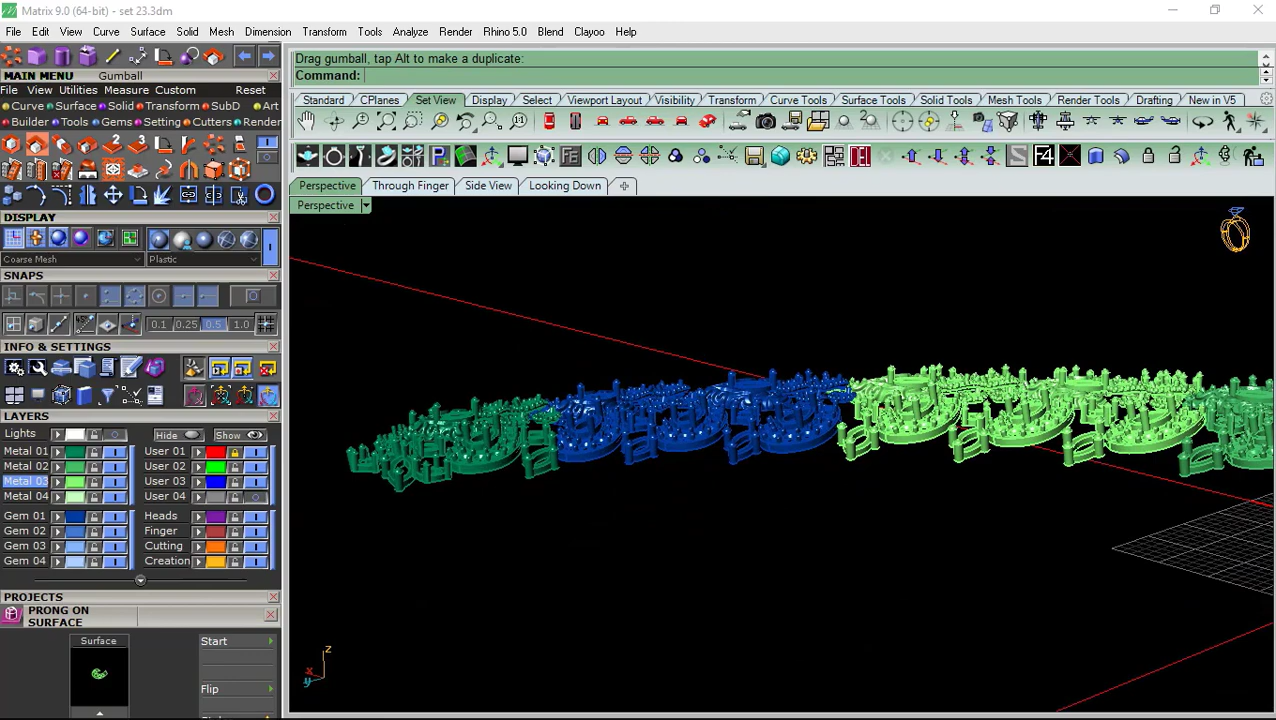 Matrix 9.0 (64-bit) - set 23.3dm
File Edit View Curve Surface Solid Mesh Dimension Transform Tools Analyze Render Rhino 5.0 Blend Clayoo Help
Drag gumball, tap Alt to make a duplicate:
Command:
MAIN MENU Gumball
File View Utilities Measure Custom Reset
Curve Surface Solid Transform SubD Art
Builder Tools Gems Setting Cutters Render
Standard CPlanes Set View Display Select Viewport Layout Visibility Transform Curve Tools Surface Tools Solid Tools Mesh Tools Render Tools Drafting New in V5
Perspective Through Finger Side View Looking Down
Perspective
DISPLAY
Coarse Mesh Plastic
SNAPS
0.1 0.25 0.5 1.0
INFO & SETTINGS
LAYERS
Lights Hide Show
Metal 01 User 01
Metal 02 User 02
Metal 03 User 03
Metal 04 User 04
Gem 01 Heads
Gem 02 Finger
Gem 03 Cutting
Gem 04 Creation
PROJECTS
PRONG ON
SURFACE
Surface Start
Flip
z
x
y